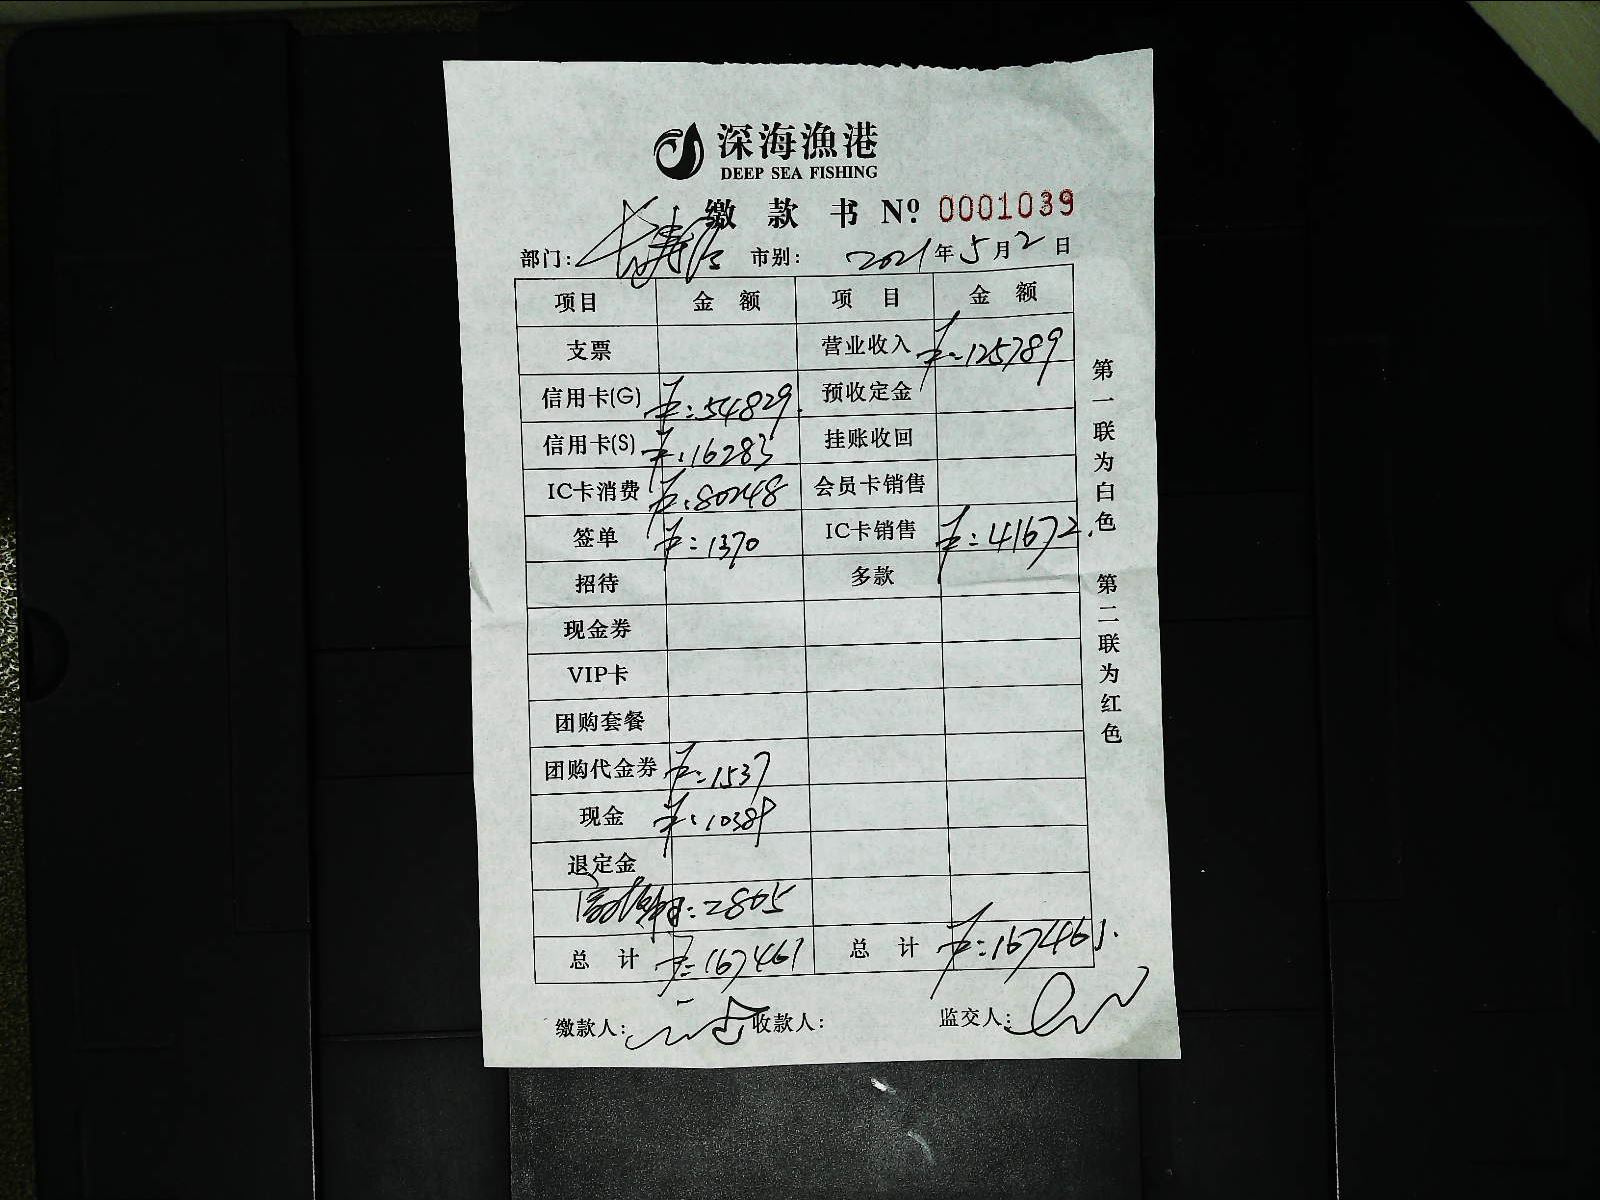 深海漁港
DEEP SEA FISHING
缴款书 Nº 0001039
部门: 长寿路 市别: 2021年5月2日
项目 金额 项目 金额
支票 营业收入 ¥:125789
信用卡(G) ¥:54829. 预收定金
信用卡(S) ¥:16283 挂账收回
IC卡消费 ¥:80248 会员卡销售
签单 ¥:1370 IC卡销售 ¥:41672.
招待 多款
现金券
VIP卡
团购套餐
团购代金券 ¥:1537
现金 ¥:10389
退定金
¥:2805
总计 ¥:167461 总计 ¥:167461.
缴款人: 收款人: 监交人:
第一联为白色 第二联为红色